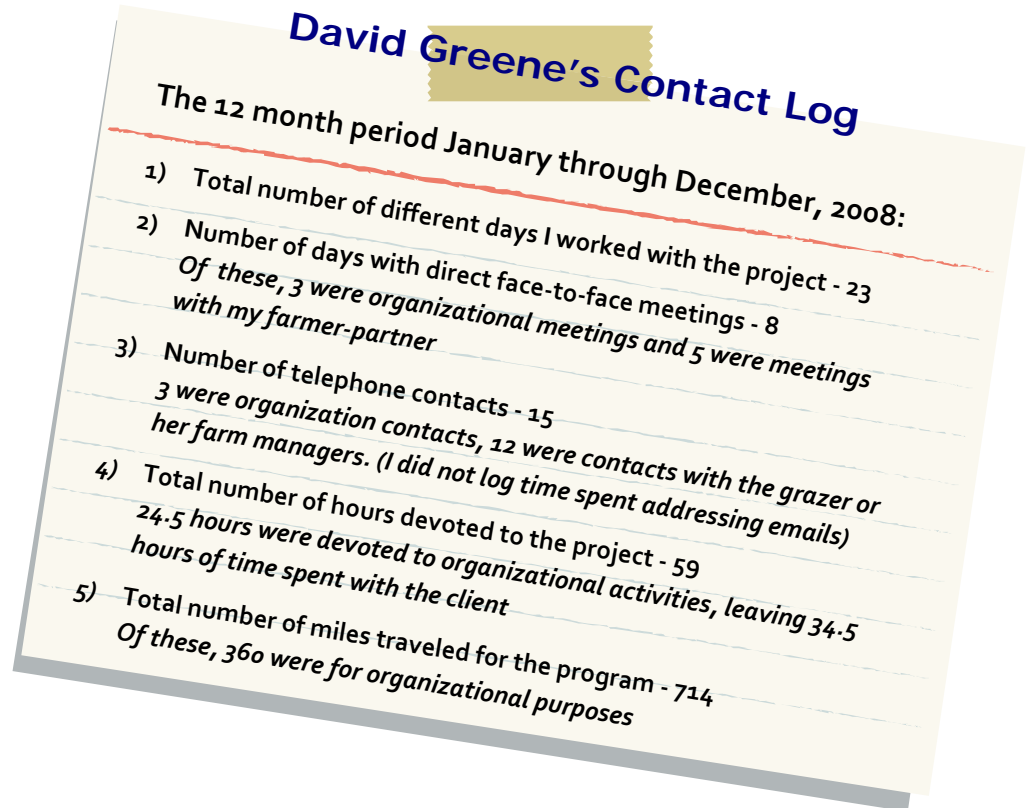 David Greene's Contact Log
The 12 month period January through December, 2008:
1) Total number of different days I worked with the project - 23
2) Number of days with direct face-to-face meetings - 8
Of these, 3 were organizational meetings and 5 were meetings
with my farmer-partner
3) Number of telephone contacts - 15
3 were organization contacts, 12 were contacts with the grazer or
her farm managers. (I did not log time spent addressing emails)
4) Total number of hours devoted to the project - 59
24.5 hours were devoted to organizational activities, leaving 34.5
hours of time spent with the client
5) Total number of miles traveled for the program - 714
Of these, 360 were for organizational purposes